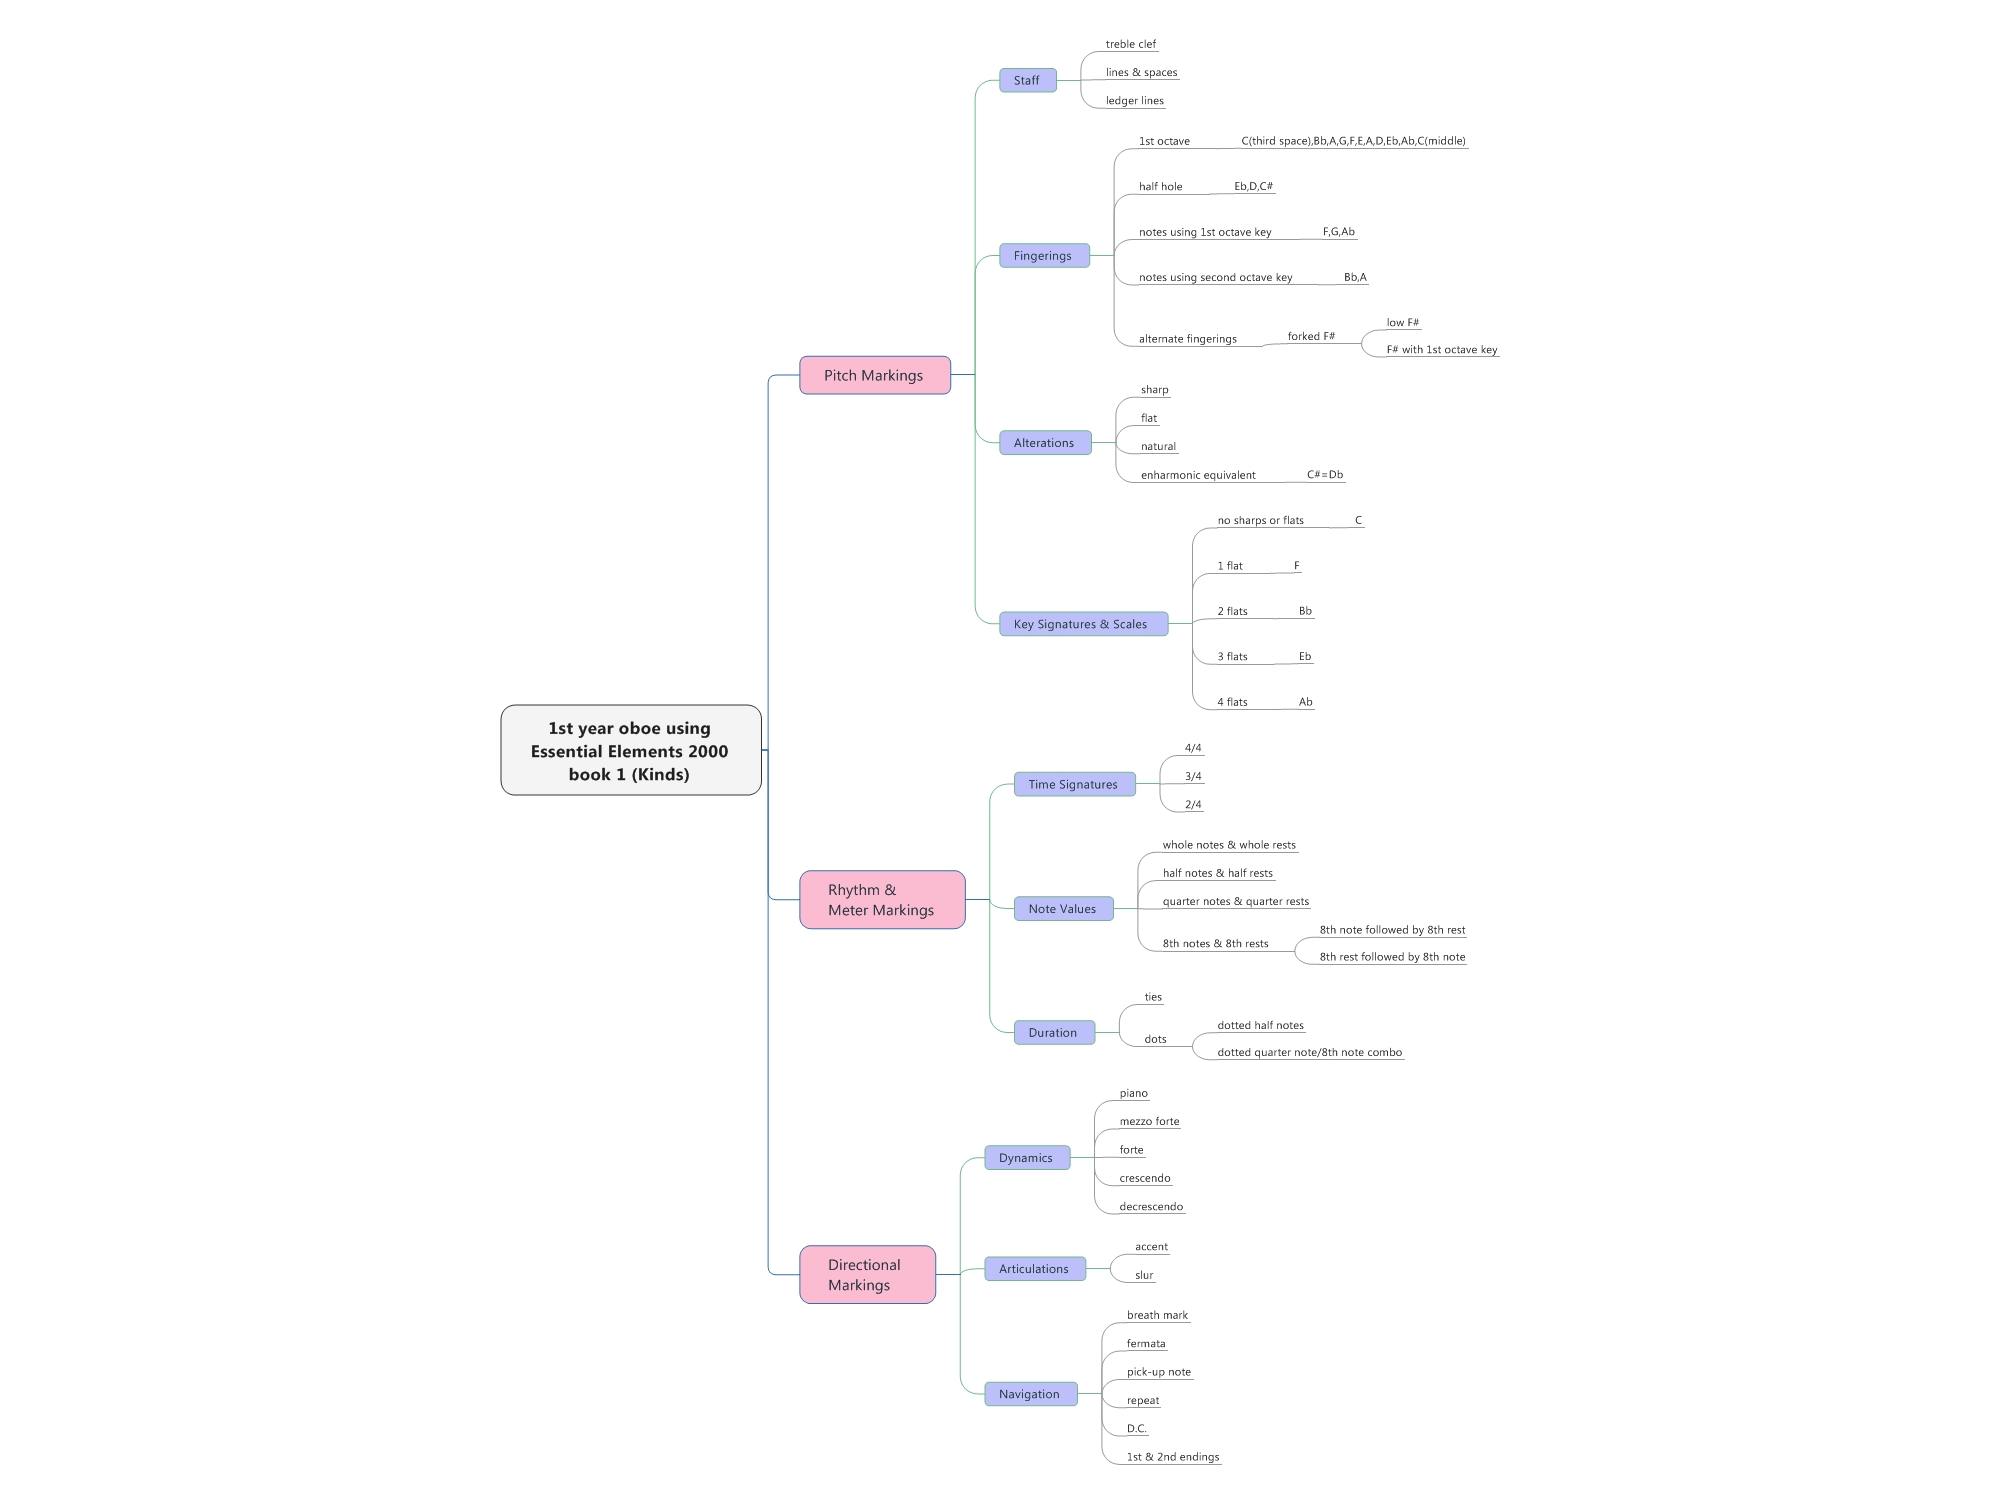 1st year oboe using
Essential Elements 2000
book 1 (Kinds)
Pitch Markings
Staff
treble clef
lines & spaces
ledger lines
Fingerings
1st octave
C(third space),Bb,A,G,F,E,A,D,Eb,Ab,C(middle)
half hole
Eb,D,C#
notes using 1st octave key
F,G,Ab
notes using second octave key
Bb,A
alternate fingerings
forked F#
low F#
F# with 1st octave key
Alterations
sharp
flat
natural
enharmonic equivalent
C#=Db
Key Signatures & Scales
no sharps or flats
C
1 flat
F
2 flats
Bb
3 flats
Eb
4 flats
Ab
Rhythm &
Meter Markings
Time Signatures
4/4
3/4
2/4
Note Values
whole notes & whole rests
half notes & half rests
quarter notes & quarter rests
8th notes & 8th rests
8th note followed by 8th rest
8th rest followed by 8th note
Duration
ties
dots
dotted half notes
dotted quarter note/8th note combo
Directional
Markings
Dynamics
piano
mezzo forte
forte
crescendo
decrescendo
Articulations
accent
slur
Navigation
breath mark
fermata
pick-up note
repeat
D.C.
1st & 2nd endings